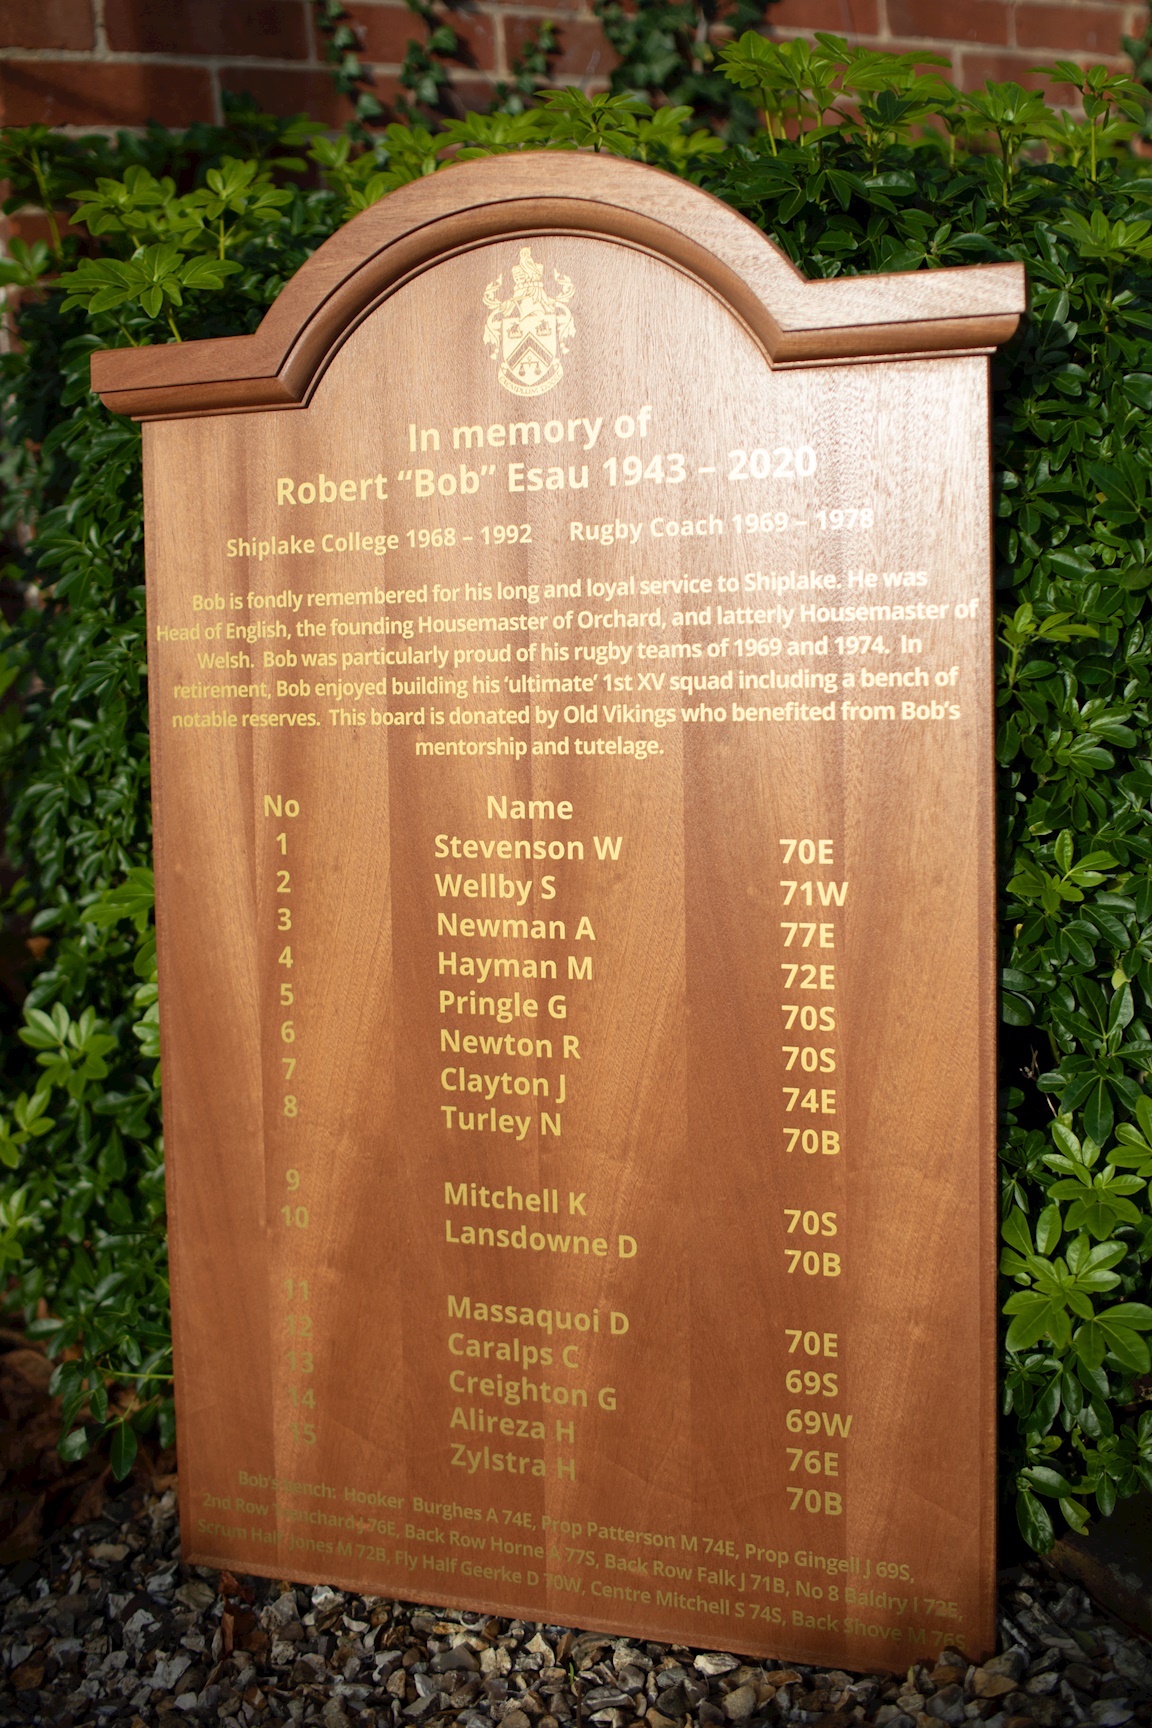 In memory of
Robert “Bob” Esau 1943 – 2020
Shiplake College 1968 – 1992 Rugby Coach 1969 – 1978
Bob is fondly remembered for his long and loyal service to Shiplake. He was
Head of English, the founding Housemaster of Orchard, and latterly Housemaster of
Welsh. Bob was particularly proud of his rugby teams of 1969 and 1974. In
retirement, Bob enjoyed building his ‘ultimate’ 1st XV squad including a bench of
notable reserves. This board is donated by Old Vikings who benefited from Bob’s
mentorship and tutelage.
No Name
1 Stevenson W 70E
2 Wellby S 71W
3 Newman A 77E
4 Hayman M 72E
5 Pringle G 70S
6 Newton R 70S
7 Clayton J 74E
8 Turley N 70B
9 Mitchell K 70S
10 Lansdowne D 70B
11 Massaquoi D 70E
12 Caralps C 69S
13 Creighton G 69W
14 Alireza H 76E
15 Zylstra H 70B
Bob's bench: Hooker Burghes A 74E, Prop Patterson M 74E, Prop Gingell J 69S,
2nd Row J 76E, Back Row Horne A 77S, Back Row Falk J 71B, No 8 Baldry I
Scrum Half Jones M 72B, Fly Half Geerke D 70W, Centre Mitchell S 74S, Back Shove M 76S